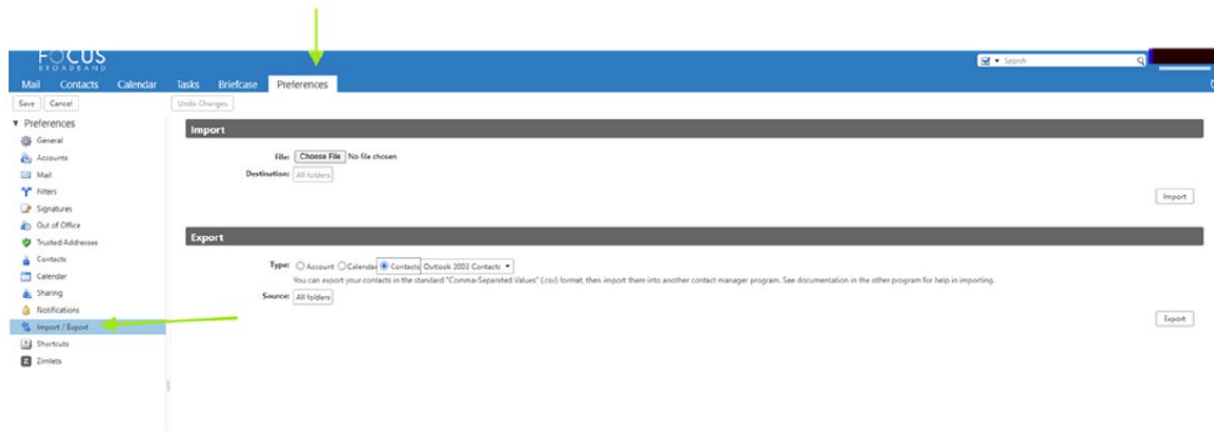 FOCUS
BROADBAND
Search
Mail Contacts Calendar Tasks Briefcase Preferences
Save Cancel Undo Changes
Preferences
General
Accounts
Mail
Filters
Signatures
Out of Office
Trusted Addresses
Contacts
Calendar
Sharing
Notifications
Import / Export
Shortcuts
Zimlets
Import
File: Choose File No file chosen
Destination: All folders
Import
Export
Type: Account Calendar Contacts Outlook 2003 Contacts
You can export your contacts in the standard "Comma-Separated Values" (.csv) format; then import them into another contact manager program. See documentation in the other program for help in importing.
Source: All folders
Export